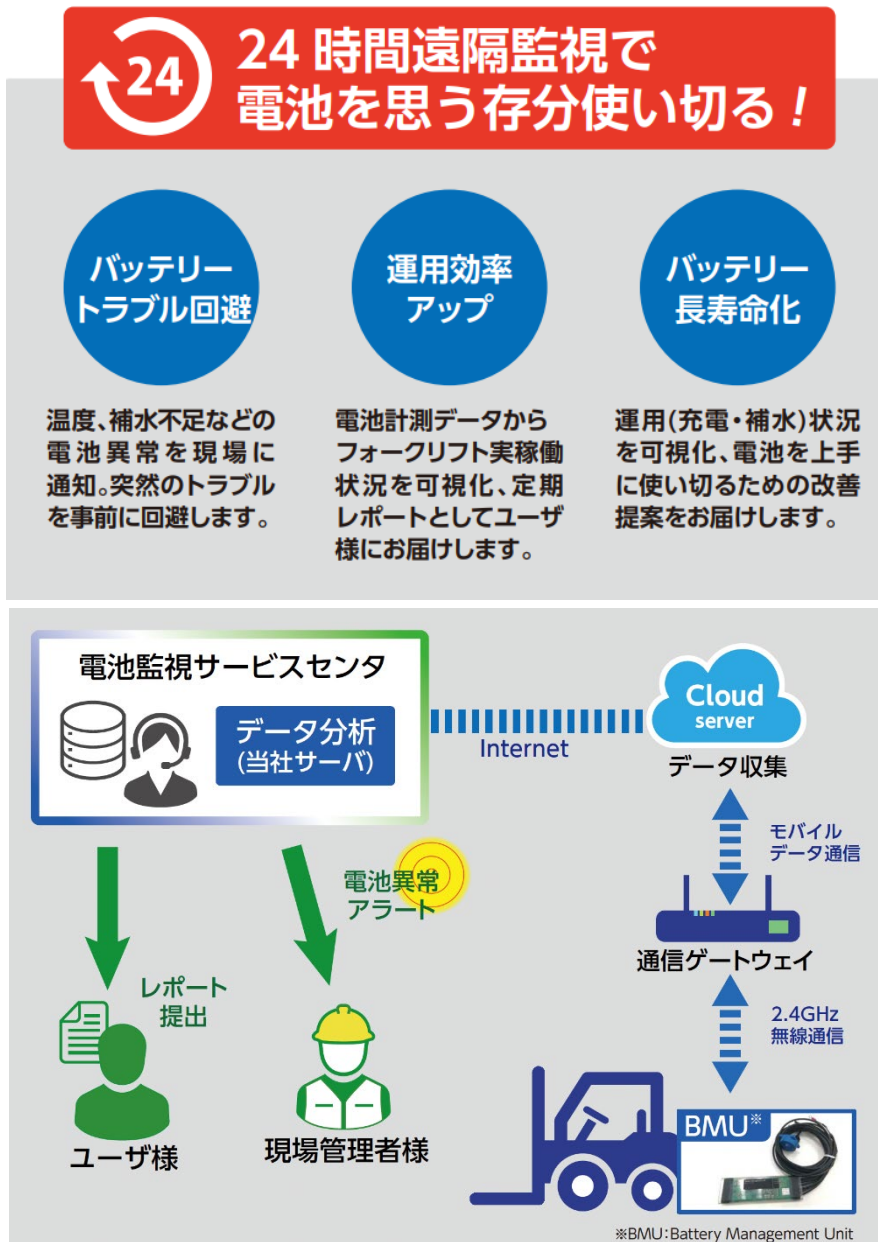 24
24時間遠隔監視で
電池を思う存分使い切る！
バッテリー
トラブル回避
温度、補水不足などの
電池異常を現場に
通知。突然のトラブル
を事前に回避します。
運用効率
アップ
電池計測データから
フォークリフト実稼働
状況を可視化、定期
レポートとしてユーザ
様にお届けします。
バッテリー
長寿命化
運用(充電・補水)状況
を可視化、電池を上手
に使い切るための改善
提案をお届けします。
電池監視サービスセンタ
データ分析
(当社サーバ)
Internet
Cloud
server
データ収集
モバイル
データ通信
通信ゲートウェイ
2.4GHz
無線通信
電池異常
アラート
レポート
提出
ユーザ様
現場管理者様
BMU※
※BMU：Battery Management Unit